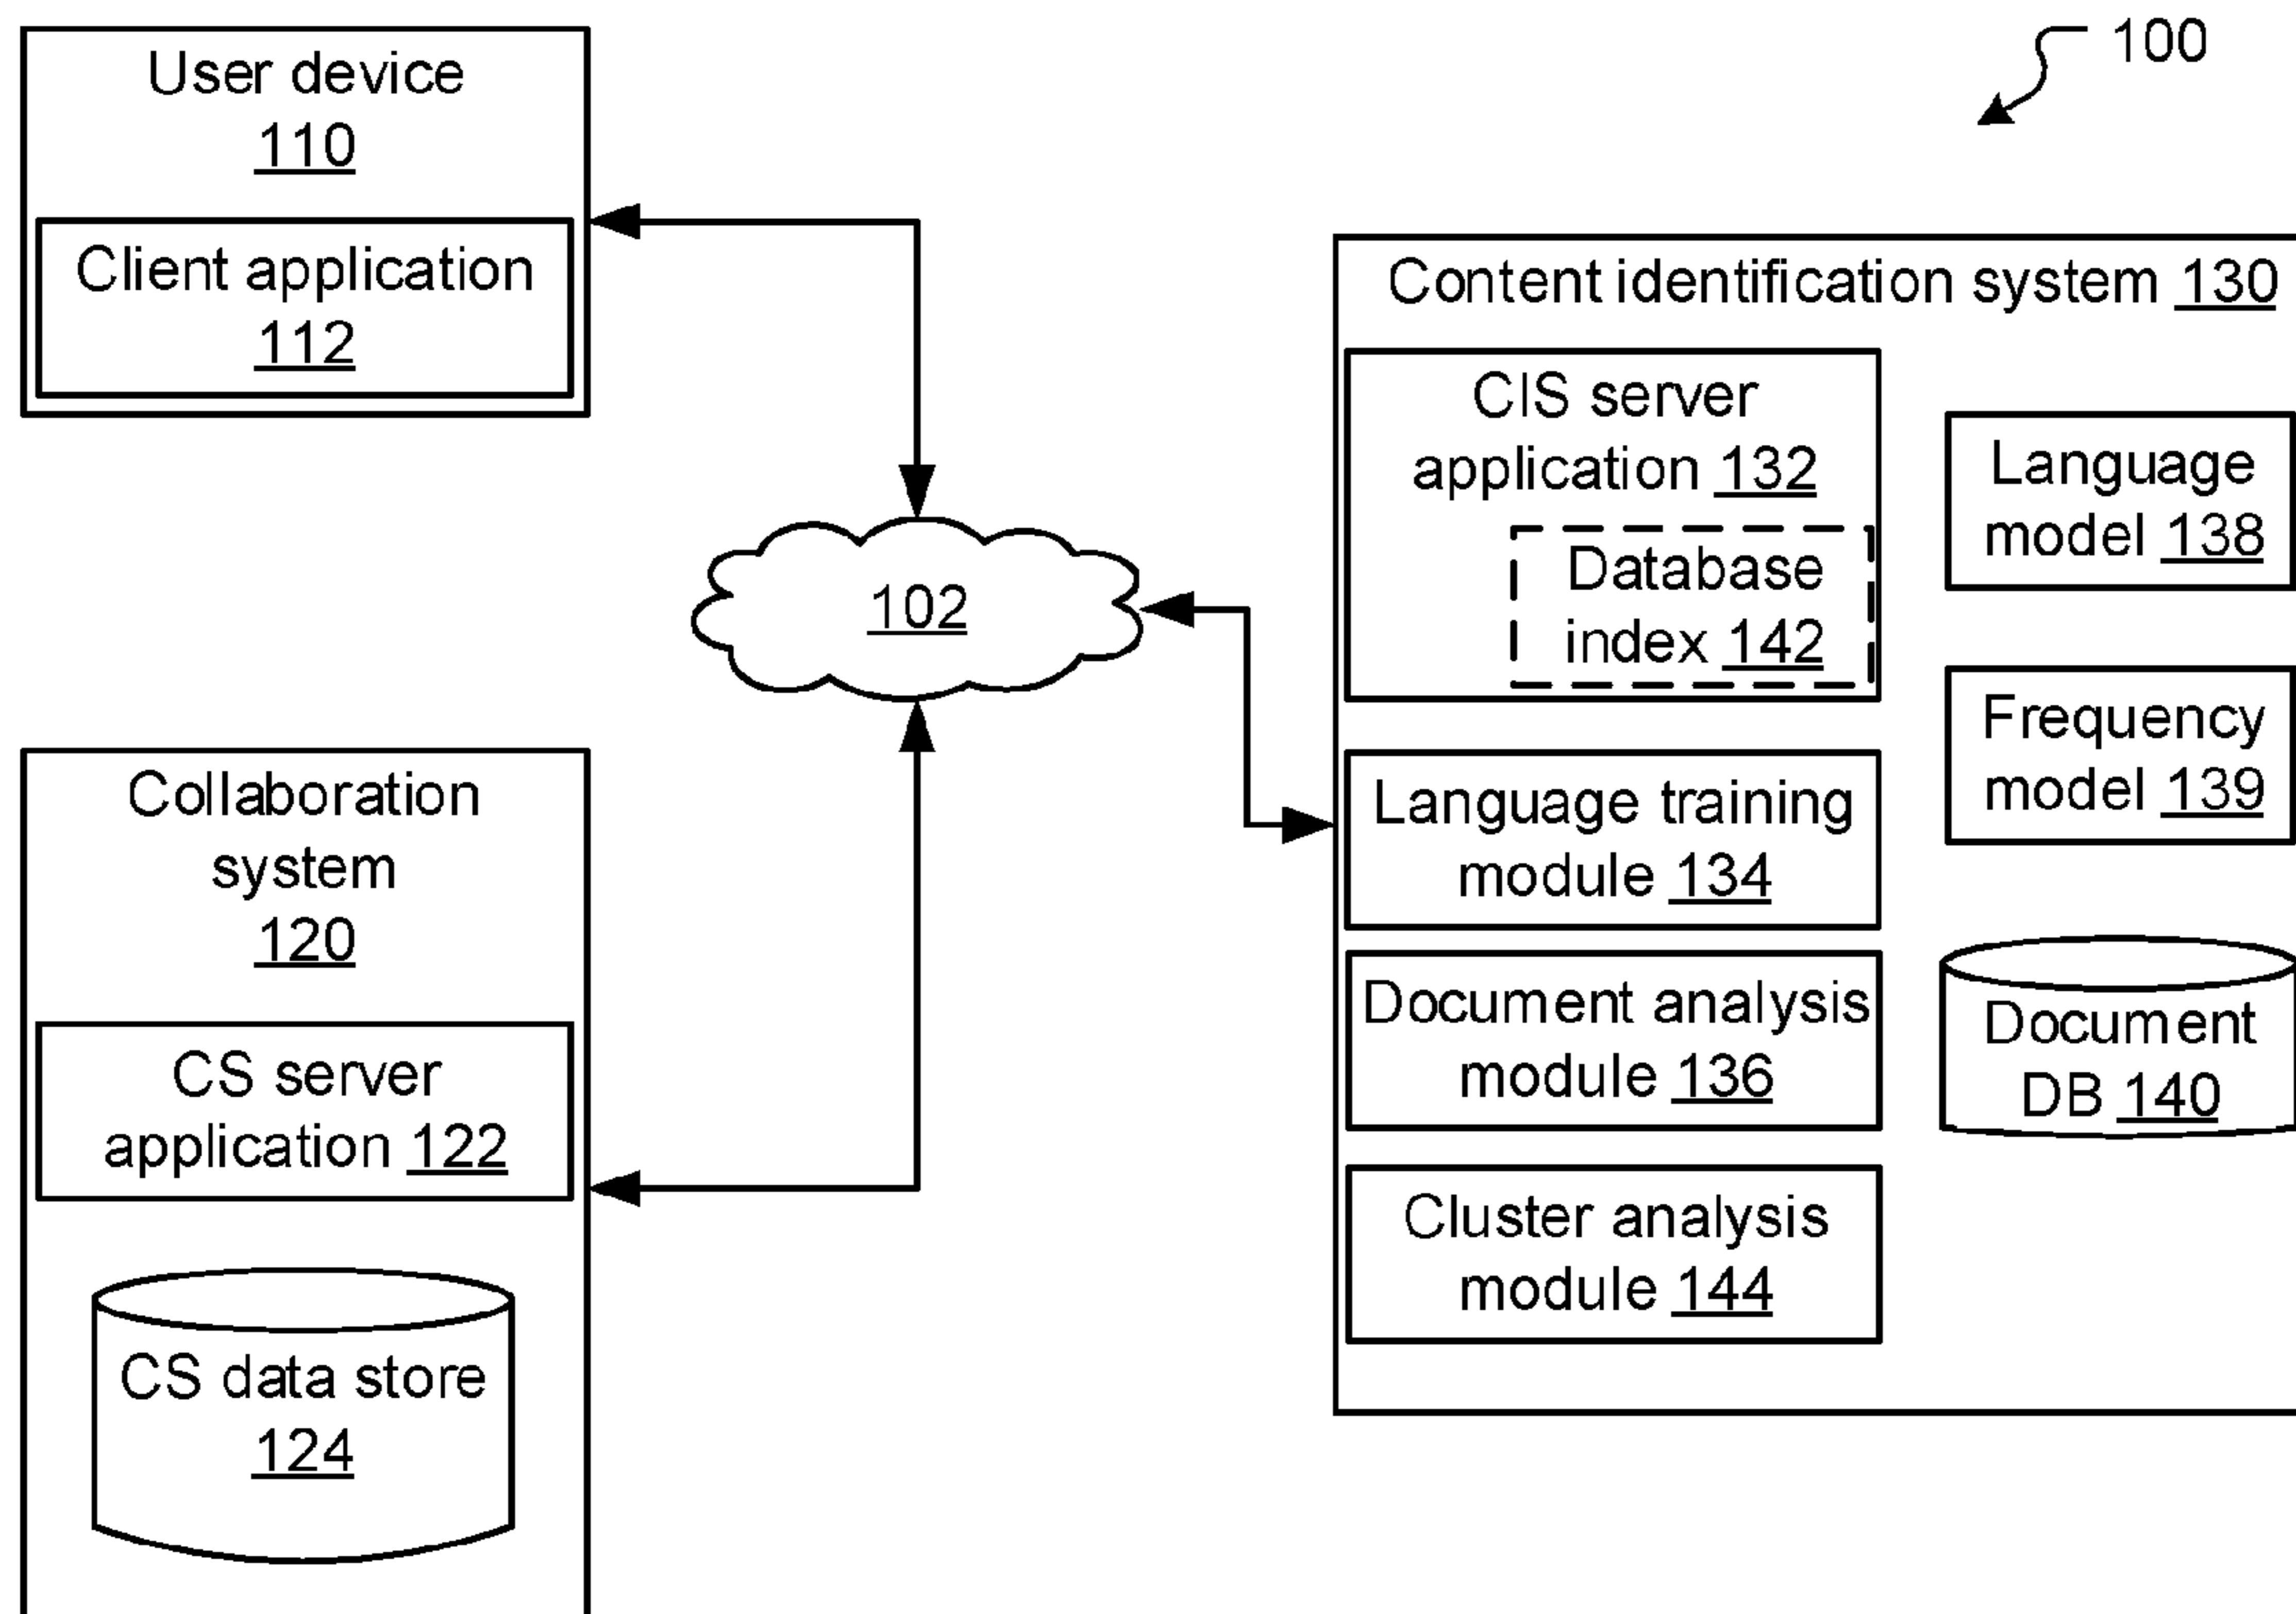 100
User device
110
Client application
112
102
Collaboration
system
120
CS server
application 122
CS data store
124
Content identification system 130
CIS server
application 132
Database
index 142
Language training
module 134
Document analysis
module 136
Cluster analysis
module 144
Language
model 138
Frequency
model 139
Document
DB 140